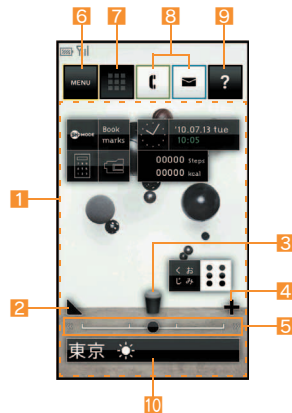 6 7 8 9
MENU ?
MODE Book marks
'10.07.13 tue
10:05
00000 Steps
00000 kcal
1
3
くお
じみ
4
2
5
東京
10